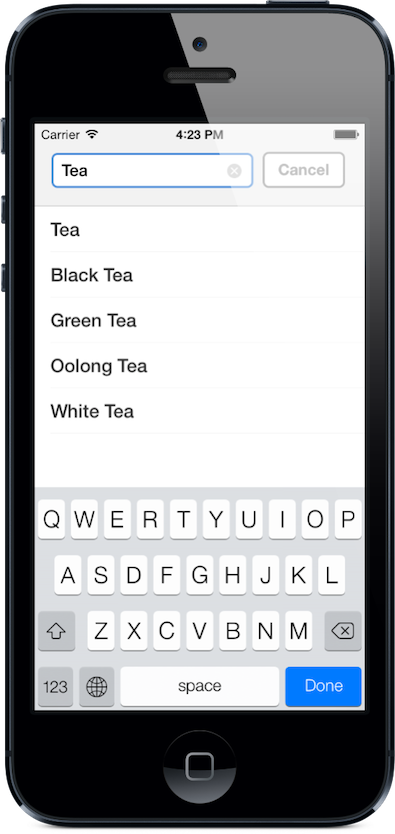 Carrier 4:23 PM
Tea Cancel
Tea
Black Tea
Green Tea
Oolong Tea
White Tea
Q W E R T Y U I O P
A S D F G H J K L
Z X C V B N M
123 space Done